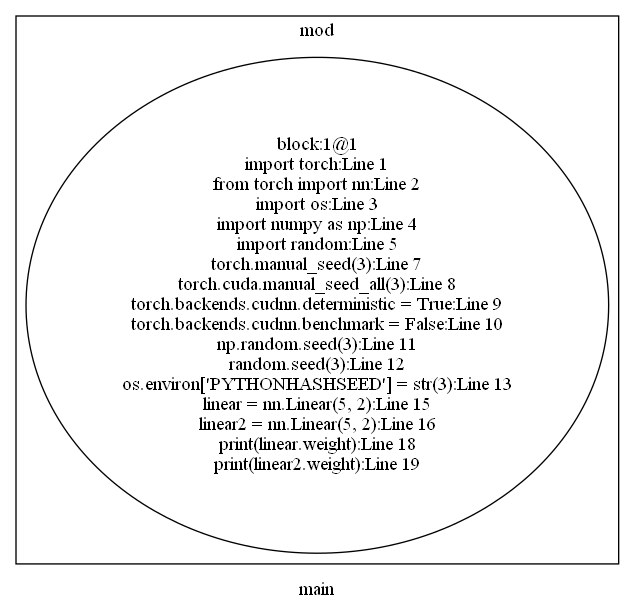 mod
block:1@1
import torch:Line 1
from torch import nn:Line 2
import os:Line 3
import numpy as np:Line 4
import random:Line 5
torch.manual_seed(3):Line 7
torch.cuda.manual_seed_all(3):Line 8
torch.backends.cudnn.deterministic = True:Line 9
torch.backends.cudnn.benchmark = False:Line 10
np.random.seed(3):Line 11
random.seed(3):Line 12
os.environ['PYTHONHASHSEED'] = str(3):Line 13
linear = nn.Linear(5, 2):Line 15
linear2 = nn.Linear(5, 2):Line 16
print(linear.weight):Line 18
print(linear2.weight):Line 19
main